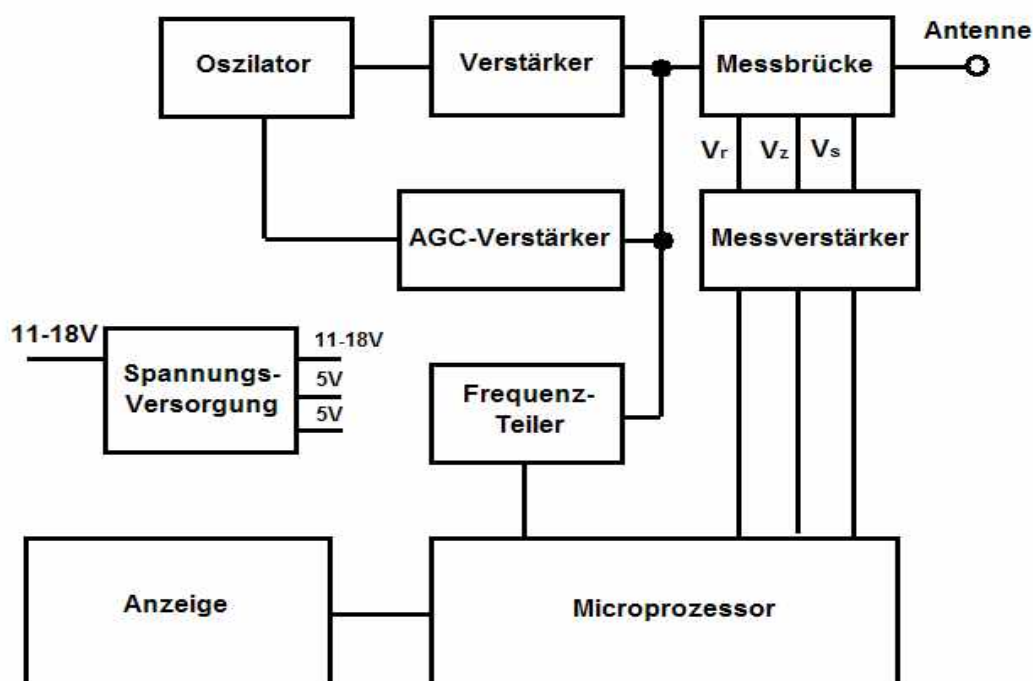 Antenne
Oszilator
Verstärker
Messbrücke
Vr
Vz
Vs
AGC-Verstärker
Messverstärker
11-18V
Spannungs-
Versorgung
11-18V
5V
5V
Frequenz-
Teiler
Anzeige
Microprozessor